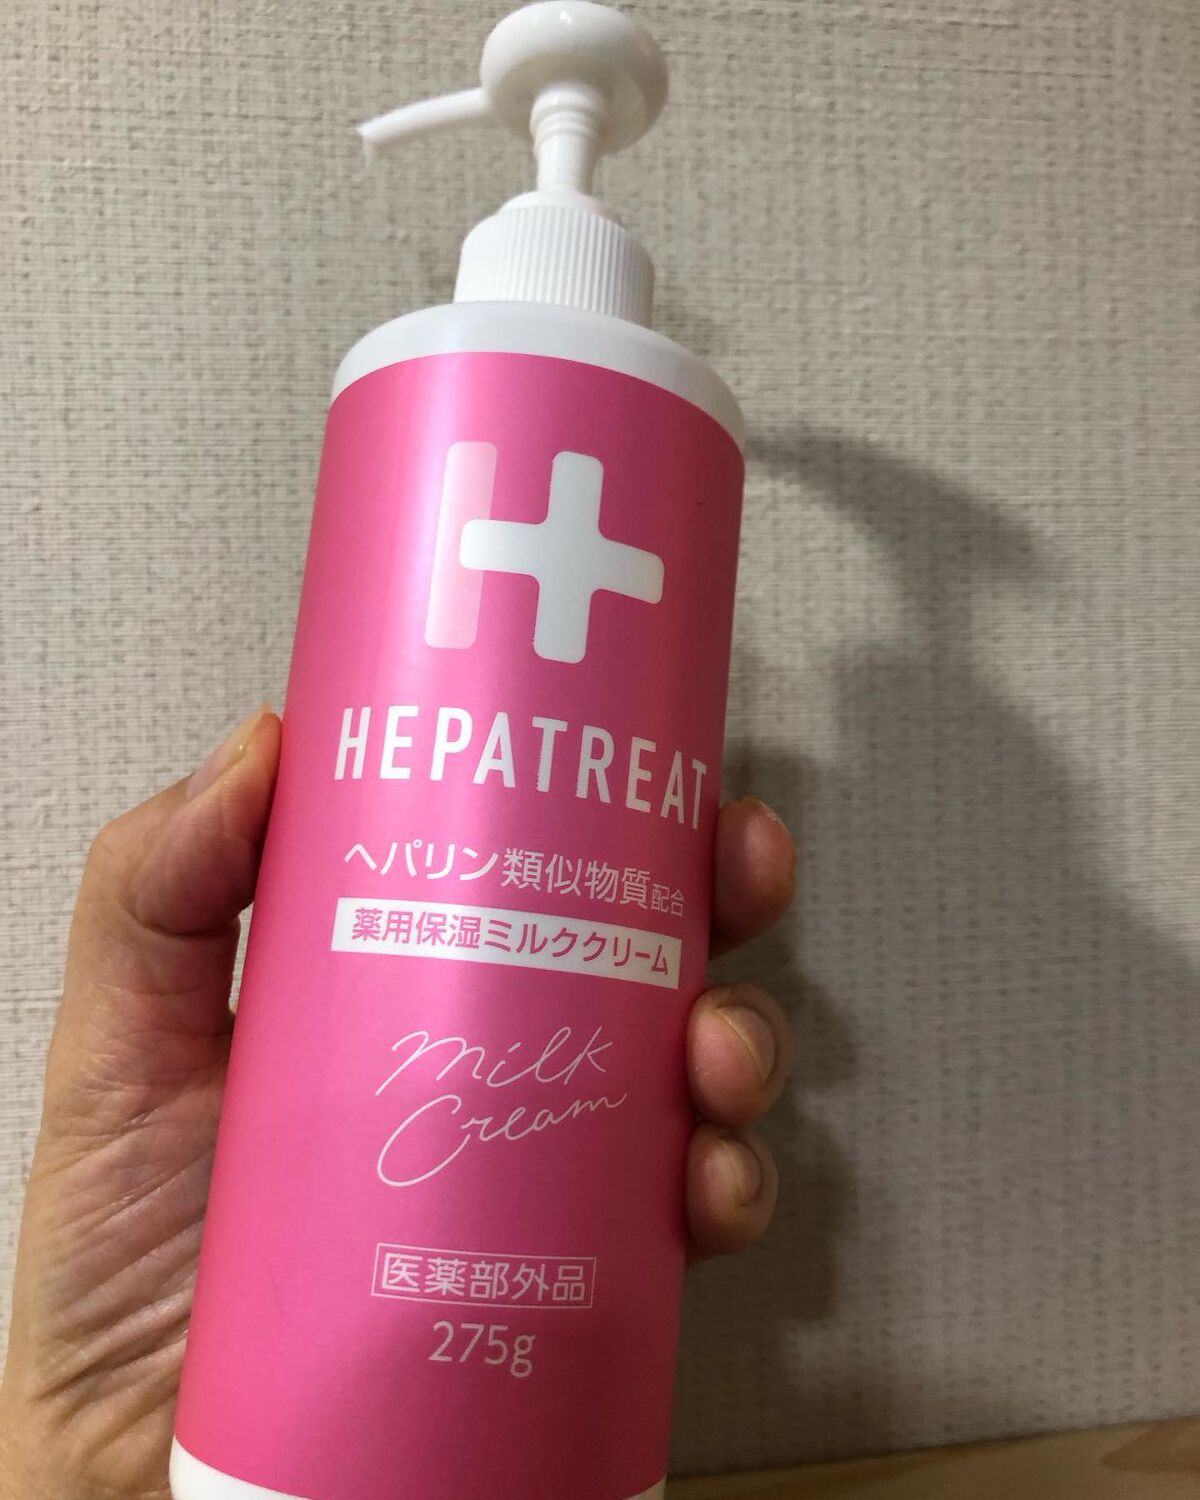 HEPATREAT
ヘパリン類似物質配合
薬用保湿ミルククリーム
milk
Cream
医薬部外品
275g